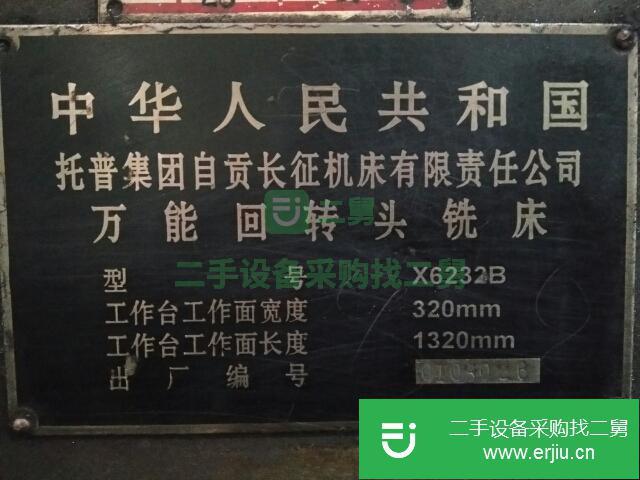 中华人民共和国
托普集团自贡长征机床有限责任公司
万能回转头铣床
二舅
二手设备采购找二舅
型号 X6232B
工作台工作面宽度 320mm
工作台工作面长度 1320mm
出厂编号
二手设备采购找二舅
www.erjiu.cn